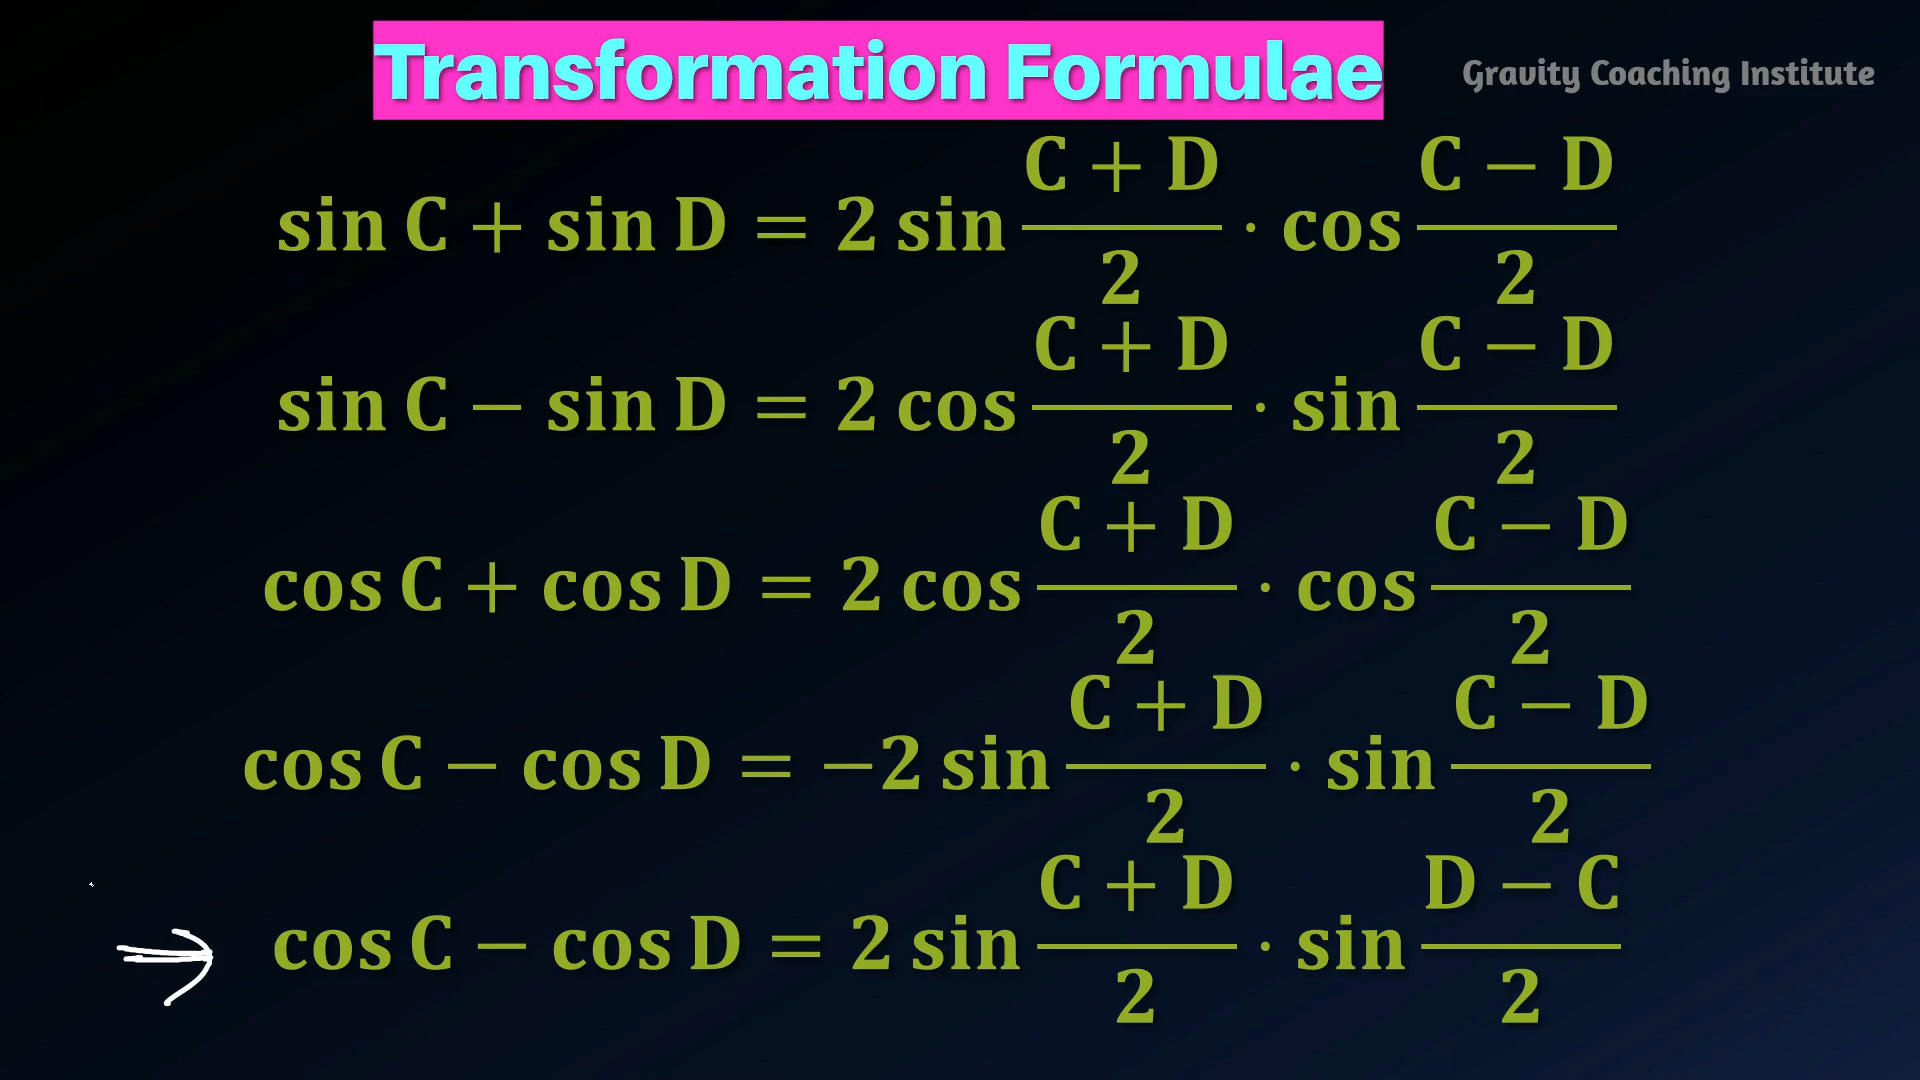 Transformation Formulae
Gravity Coaching Institute
sin C + sin D = 2 sin (C + D)/2 · cos (C − D)/2
sin C − sin D = 2 cos (C + D)/2 · sin (C − D)/2
cos C + cos D = 2 cos (C + D)/2 · cos (C − D)/2
cos C − cos D = −2 sin (C + D)/2 · sin (C − D)/2
⇒ cos C − cos D = 2 sin (C + D)/2 · sin (D − C)/2